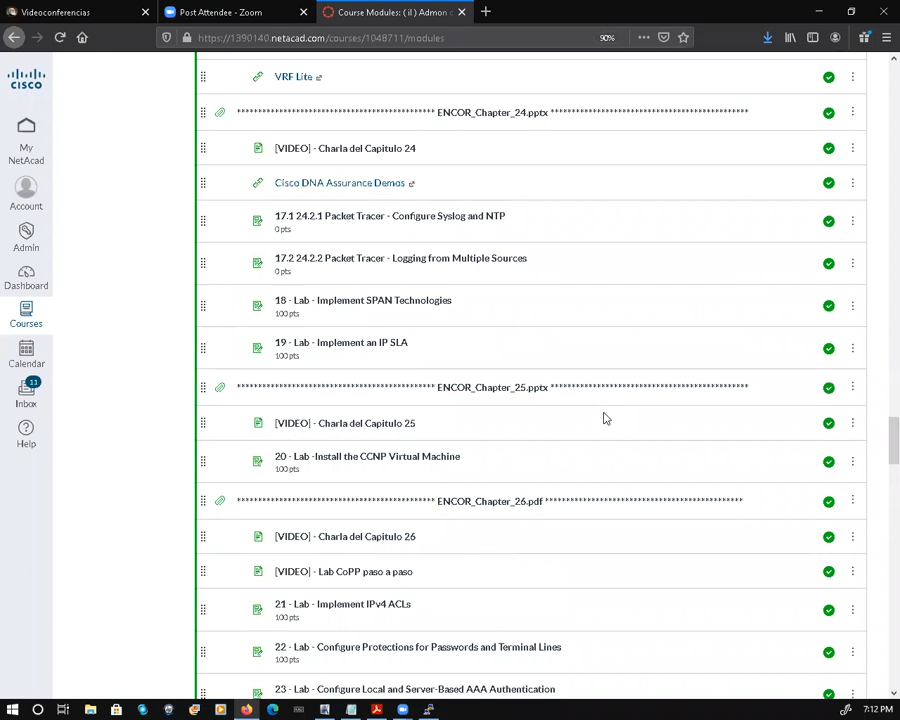 Videoconferencias
Post Attendee - Zoom
Course Modules: ( il ) Admon
https://1390140.netacad.com/courses/1048711/modules
90%
CISCO
My NetAcad
Account
Admin
Dashboard
Courses
Calendar
11
Inbox
Help
VRF Lite
******************************************** ENCOR_Chapter_24.pptx ********************************************
[VIDEO] - Charla del Capitulo 24
Cisco DNA Assurance Demos
17.1 24.2.1 Packet Tracer - Configure Syslog and NTP
0 pts
17.2 24.2.2 Packet Tracer - Logging from Multiple Sources
0 pts
18 - Lab - Implement SPAN Technologies
100 pts
19 - Lab - Implement an IP SLA
100 pts
******************************************** ENCOR_Chapter_25.pptx ********************************************
[VIDEO] - Charla del Capitulo 25
20 - Lab -Install the CCNP Virtual Machine
100 pts
******************************************** ENCOR_Chapter_26.pdf ********************************************
[VIDEO] - Charla del Capitulo 26
[VIDEO] - Lab CoPP paso a paso
21 - Lab - Implement IPv4 ACLs
100 pts
22 - Lab - Configure Protections for Passwords and Terminal Lines
100 pts
23 - Lab - Configure Local and Server-Based AAA Authentication
7:12 PM